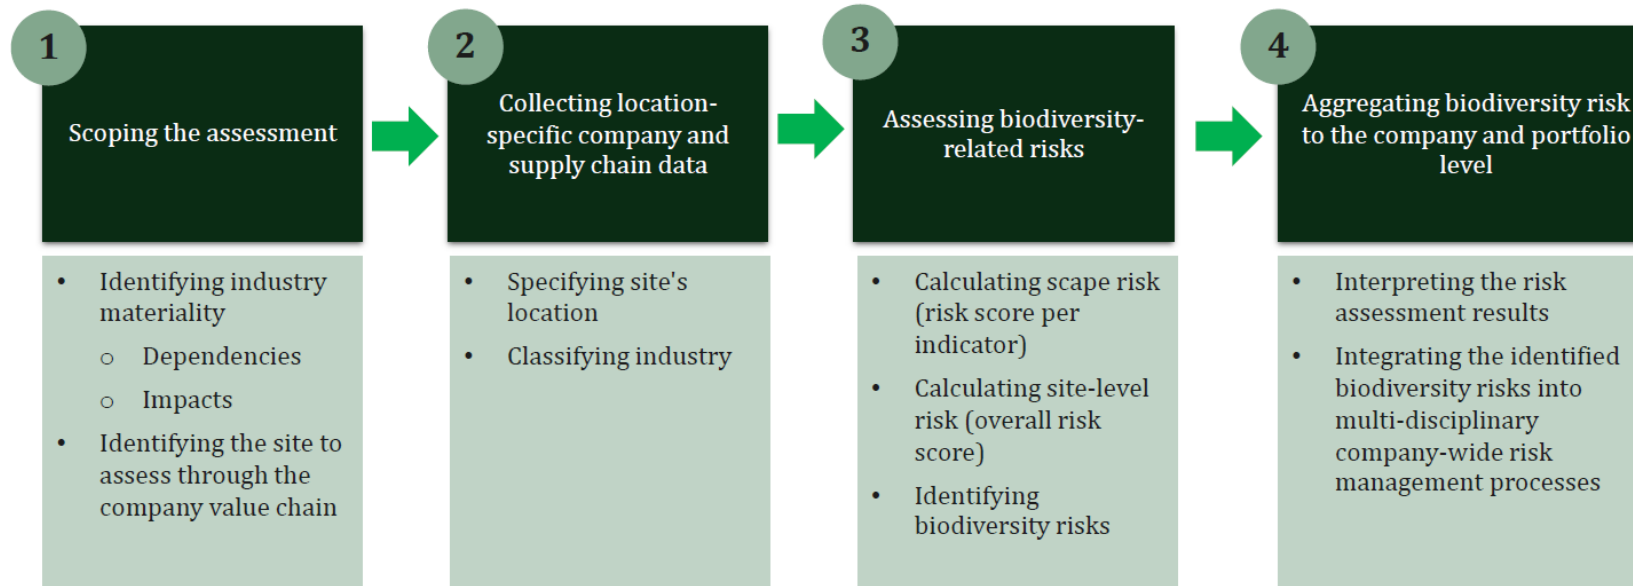 1
Scoping the assessment
• Identifying industry
materiality
o Dependencies
o Impacts
• Identifying the site to
assess through the
company value chain
2
Collecting location-
specific company and
supply chain data
• Specifying site's
location
• Classifying industry
3
Assessing biodiversity-
related risks
• Calculating scape risk
(risk score per
indicator)
• Calculating site-level
risk (overall risk
score)
• Identifying
biodiversity risks
4
Aggregating biodiversity risk
to the company and portfolio
level
• Interpreting the risk
assessment results
• Integrating the identified
biodiversity risks into
multi-disciplinary
company-wide risk
management processes